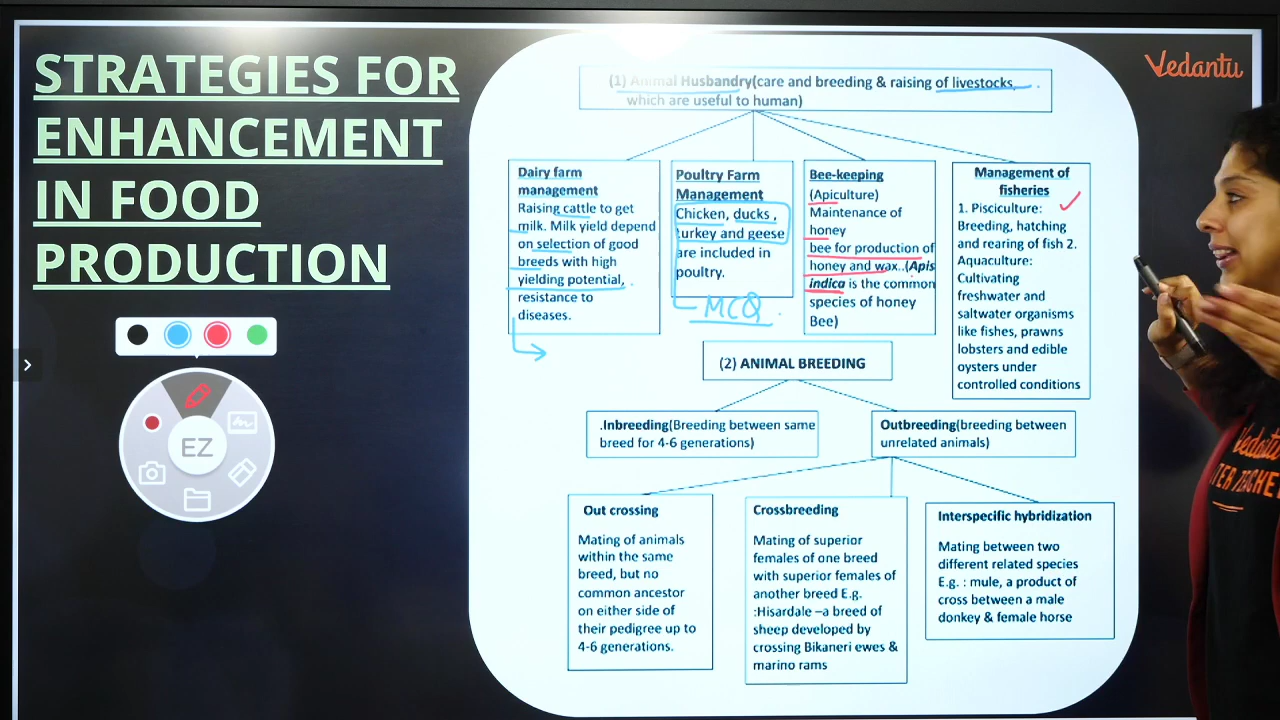 STRATEGIES FOR
ENHANCEMENT
IN FOOD
PRODUCTION
Vedantu
(1) Animal Husbandry(care and breeding & raising of livestocks,
which are useful to human)
Dairy farm
management
Raising cattle to get
milk. Milk yield depend
on selection of good
breeds with high
yielding potential,
resistance to
diseases.
Poultry Farm
Management
Chicken, ducks ,
turkey and geese
are included in
poultry.
MCQ
Bee-keeping
(Apiculture)
Maintenance of
honey
bee for production of
honey and wax..(Apis
indica is the common
species of honey
Bee)
Management of
fisheries
1. Pisciculture:
Breeding, hatching
and rearing of fish 2.
Aquaculture:
Cultivating
freshwater and
saltwater organisms
like fishes, prawns
lobsters and edible
oysters under
controlled conditions
(2) ANIMAL BREEDING
.Inbreeding(Breeding between same
breed for 4-6 generations)
Outbreeding(breeding between
unrelated animals)
Out crossing
Mating of animals
within the same
breed, but no
common ancestor
on either side of
their pedigree up to
4-6 generations.
Crossbreeding
Mating of superior
females of one breed
with superior females of
another breed E.g.
:Hisardale –a breed of
sheep developed by
crossing Bikaneri ewes &
marino rams
Interspecific hybridization
Mating between two
different related species
E.g. : mule, a product of
cross between a male
donkey & female horse
EZ
Vedantu